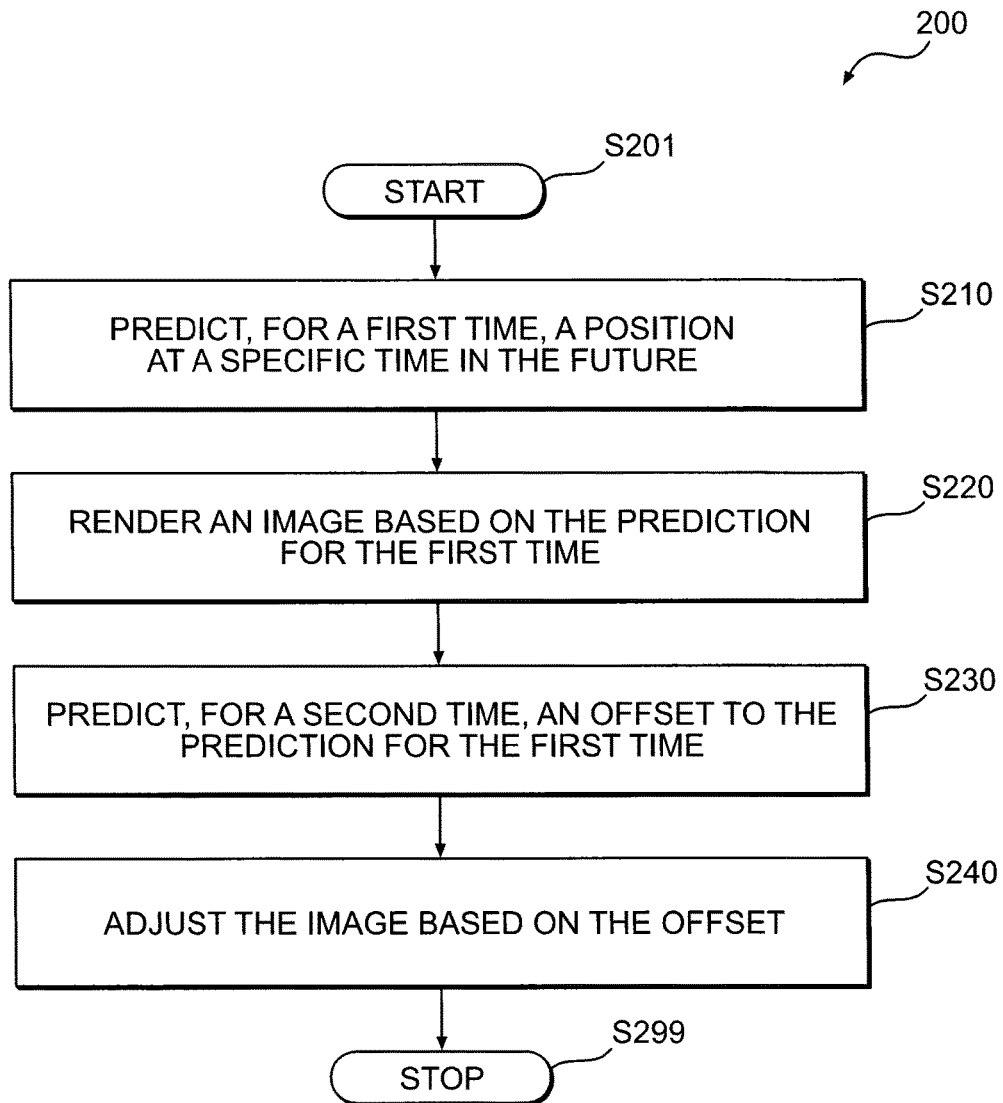 200
S201
START
S210
PREDICT, FOR A FIRST TIME, A POSITION
AT A SPECIFIC TIME IN THE FUTURE
S220
RENDER AN IMAGE BASED ON THE PREDICTION
FOR THE FIRST TIME
S230
PREDICT, FOR A SECOND TIME, AN OFFSET TO THE
PREDICTION FOR THE FIRST TIME
S240
ADJUST THE IMAGE BASED ON THE OFFSET
S299
STOP